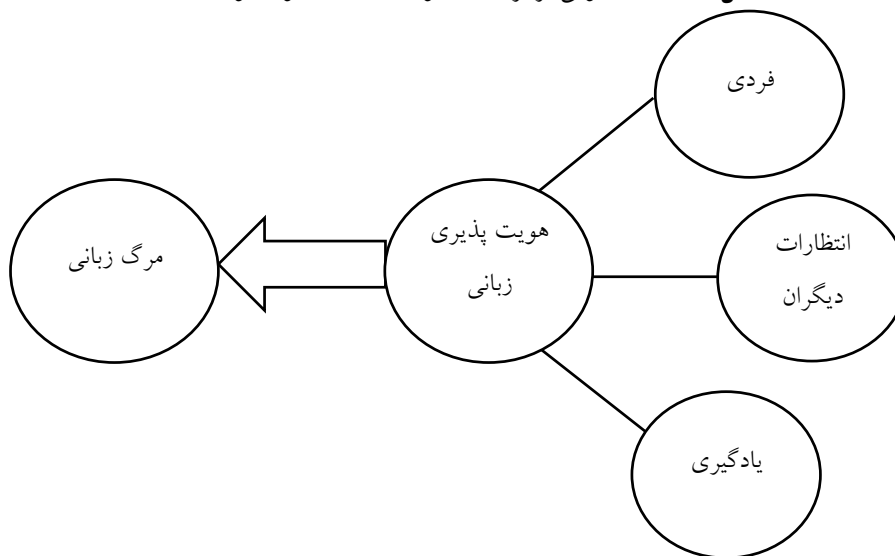 فردی
هویت پذیری
زبانی
انتظارات
دیگران
مرگ زبانی
یادگیری